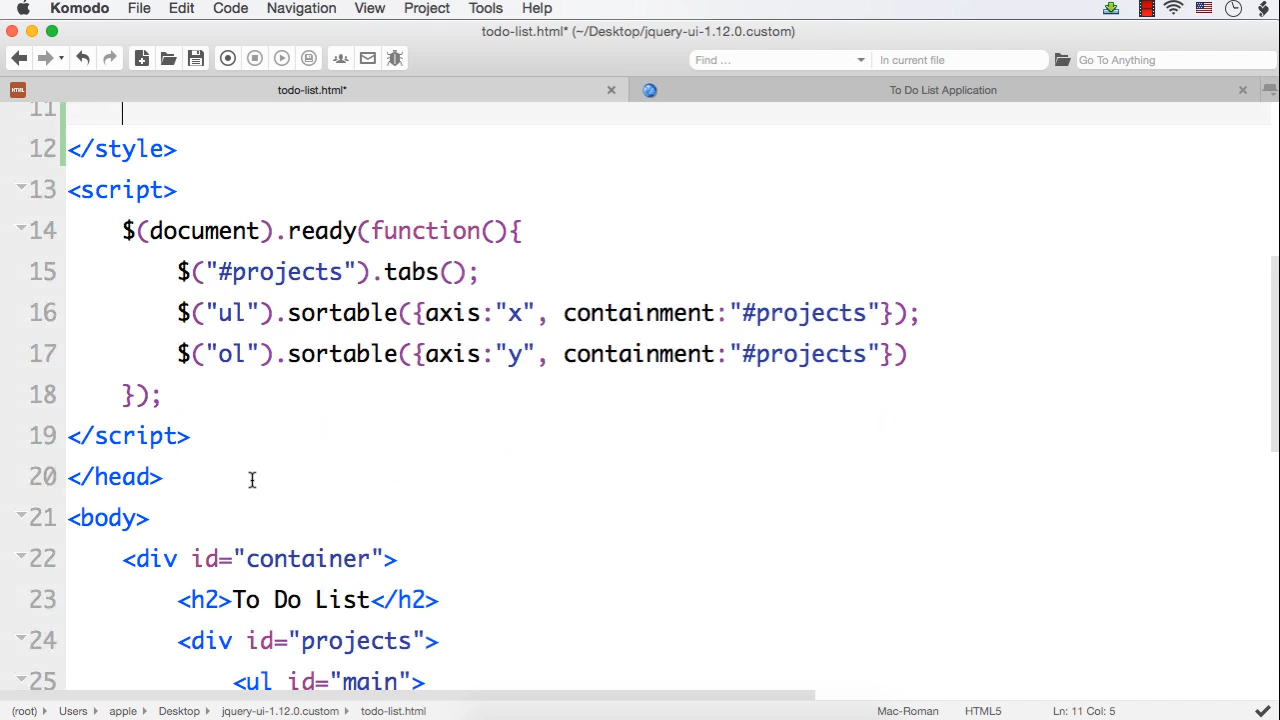 Komodo File Edit Code Navigation View Project Tools Help
todo-list.html* (~/Desktop/jquery-ui-1.12.0.custom)
Find ... In current file Go To Anything
HTML todo-list.html* To Do List Application
11
12 </style>
13 <script>
14 $(document).ready(function(){
15 $("#projects").tabs();
16 $("ul").sortable({axis:"x", containment:"#projects"});
17 $("ol").sortable({axis:"y", containment:"#projects"})
18 });
19 </script>
20 </head>
21 <body>
22 <div id="container">
23 <h2>To Do List</h2>
24 <div id="projects">
25 <ul id="main">
(root) Users apple Desktop jquery-ui-1.12.0.custom todo-list.html Mac-Roman HTML5 Ln: 11 Col: 5